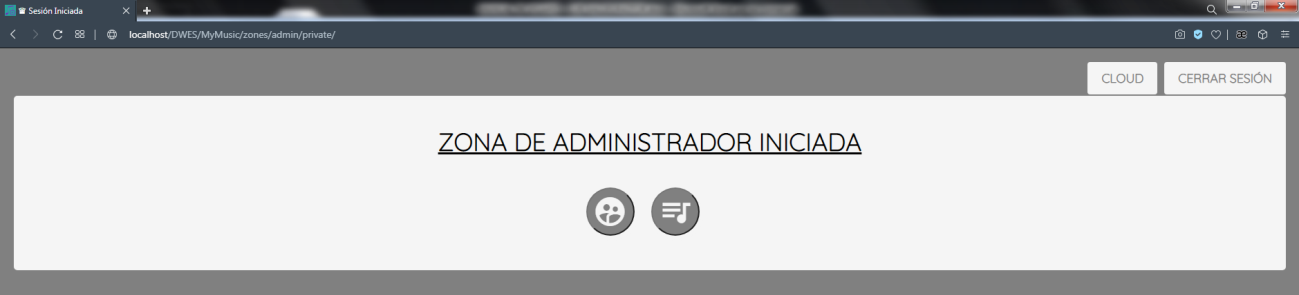 Sesión Iniciada
localhost/DWES/MyMusic/zones/admin/private/
CLOUD
CERRAR SESIÓN
ZONA DE ADMINISTRADOR INICIADA